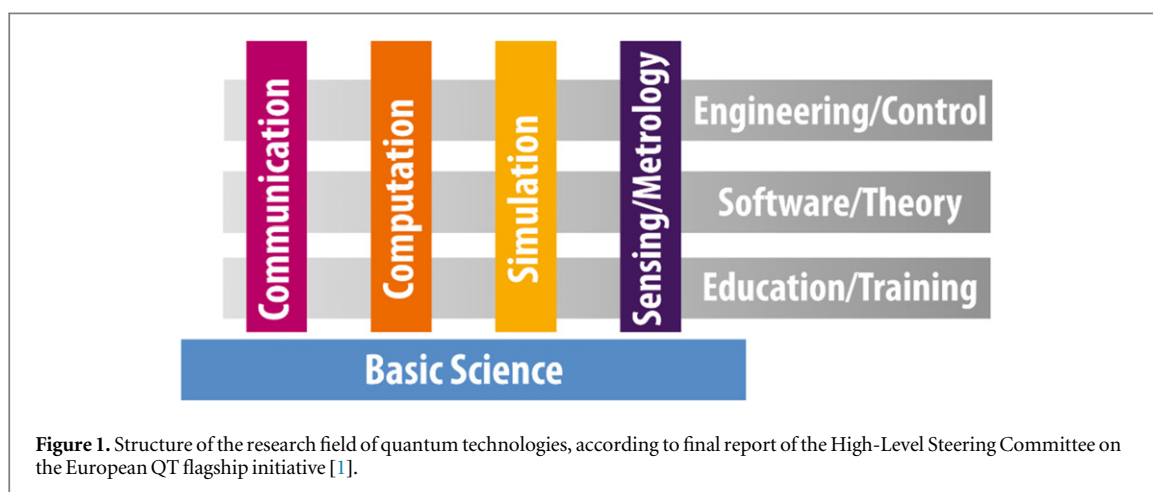 Communication
Computation
Simulation
Sensing/Metrology
Engineering/Control
Software/Theory
Education/Training
Basic Science
Figure 1. Structure of the research field of quantum technologies, according to final report of the High-Level Steering Committee on
the European QT flagship initiative [1].